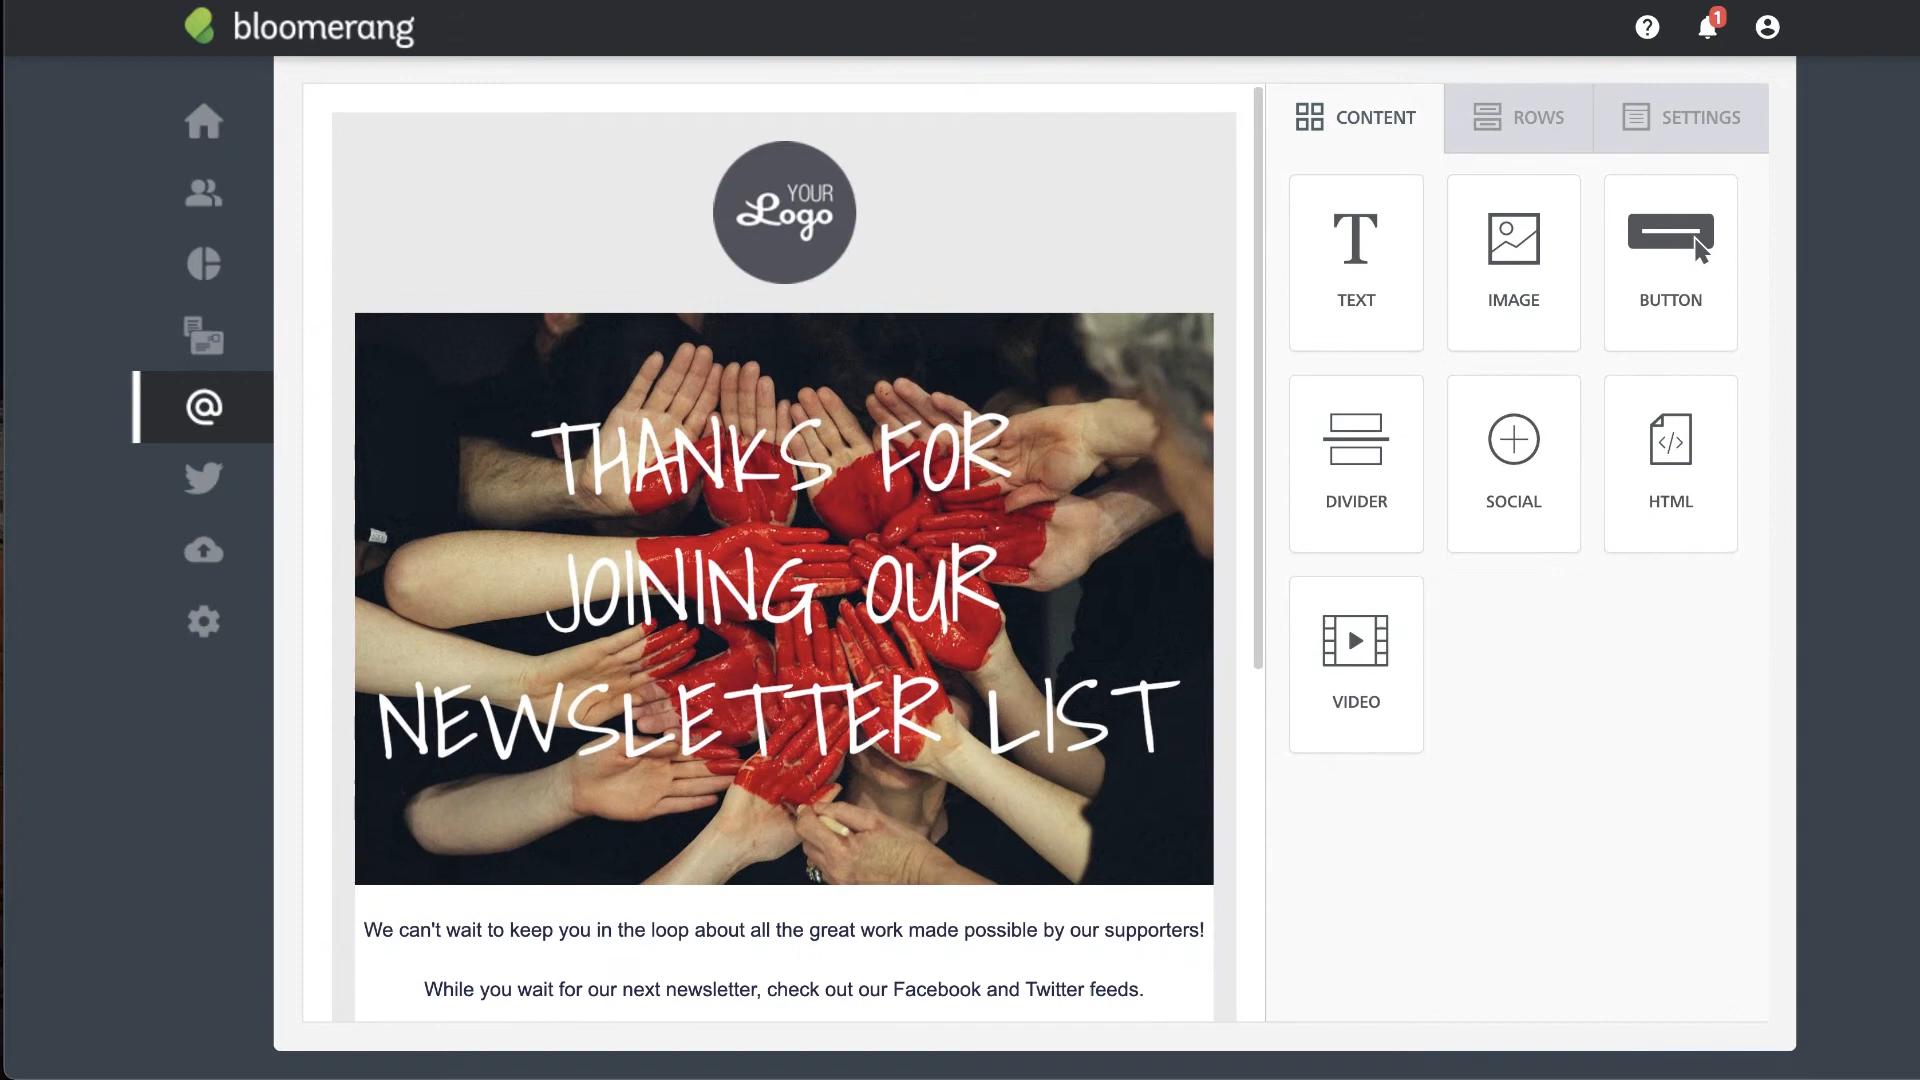 bloomerang
1
CONTENT
ROWS
SETTINGS
YOUR
Logo
TEXT
IMAGE
BUTTON
THANKS FOR
JOINING OUR
NEWSLETTER LIST
DIVIDER
SOCIAL
HTML
VIDEO
We can't wait to keep you in the loop about all the great work made possible by our supporters!
While you wait for our next newsletter, check out our Facebook and Twitter feeds.